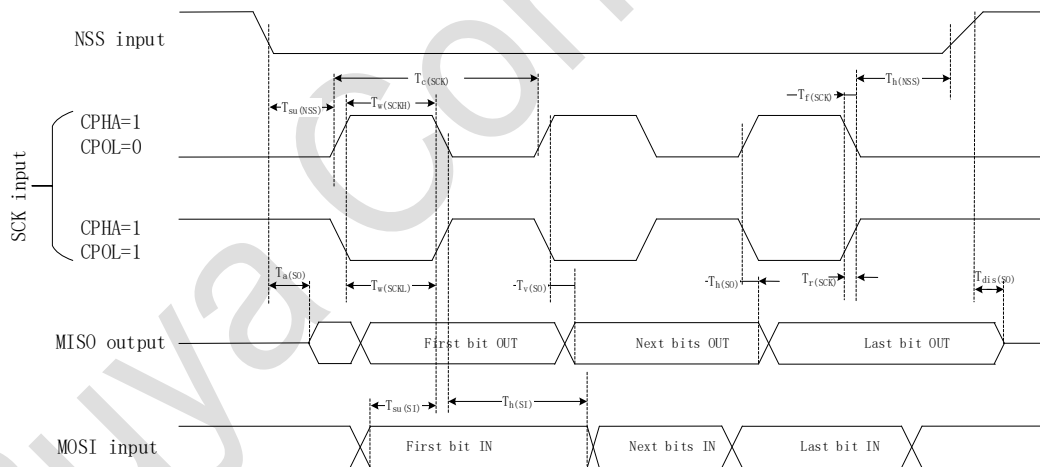 NSS input
Tc(SCK)
Th(NSS)
Tsu(NSS)
Tw(SCKH)
Tf(SCK)
CPHA=1
CPOL=0
SCK input
CPHA=1
CPOL=1
Ta(SO)
Tw(SCKL)
Tv(SO)
Th(SO)
Tr(SCK)
Tdis(SO)
MISO output
First bit OUT
Next bits OUT
Last bit OUT
Tsu(SI)
Th(SI)
MOSI input
First bit IN
Next bits IN
Last bit IN